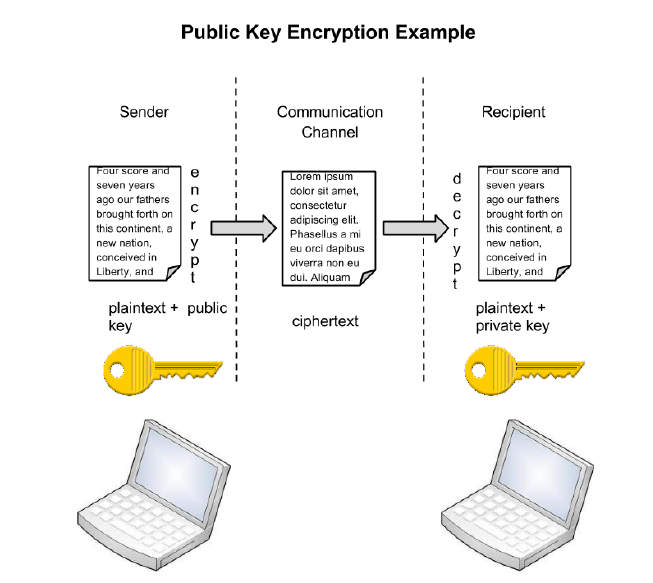 Public Key Encryption Example
Sender
Communication
Channel
Recipient
Four score and
seven years
ago our fathers
brought forth on
this continent, a
new nation,
conceived in
Liberty, and
encrypt
Lorem ipsum
dolor sit amet,
consectetur
adipiscing elit.
Phasellus a mi
eu orci dapibus
viverra non eu
dui. Aliquam
decrypt
Four score and
seven years
ago our fathers
brought forth on
this continent, a
new nation,
conceived in
Liberty, and
plaintext + public
key
ciphertext
plaintext +
private key